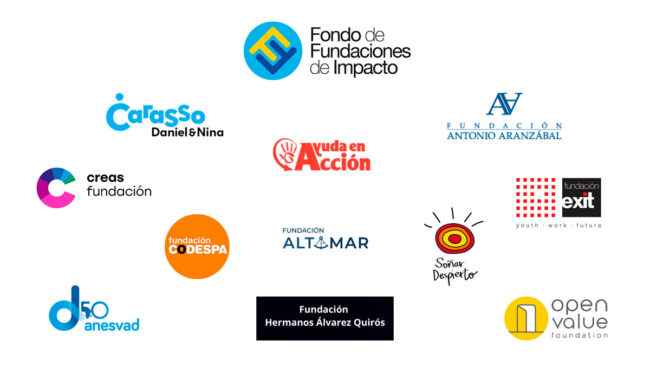 Fondo de
Fundaciones
de Impacto
Carasso
Daniel & Nina
FUNDACIÓN
ANTONIO ARANZÁBAL
Ayuda en
Acción
creas
fundación
fundación
exit
youth · work · future
fundación
CODESPA
FUNDACIÓN
ALTAMAR
Soñar
Despierto
50
anesvad
Fundación
Hermanos Álvarez Quirós
open
value
foundation